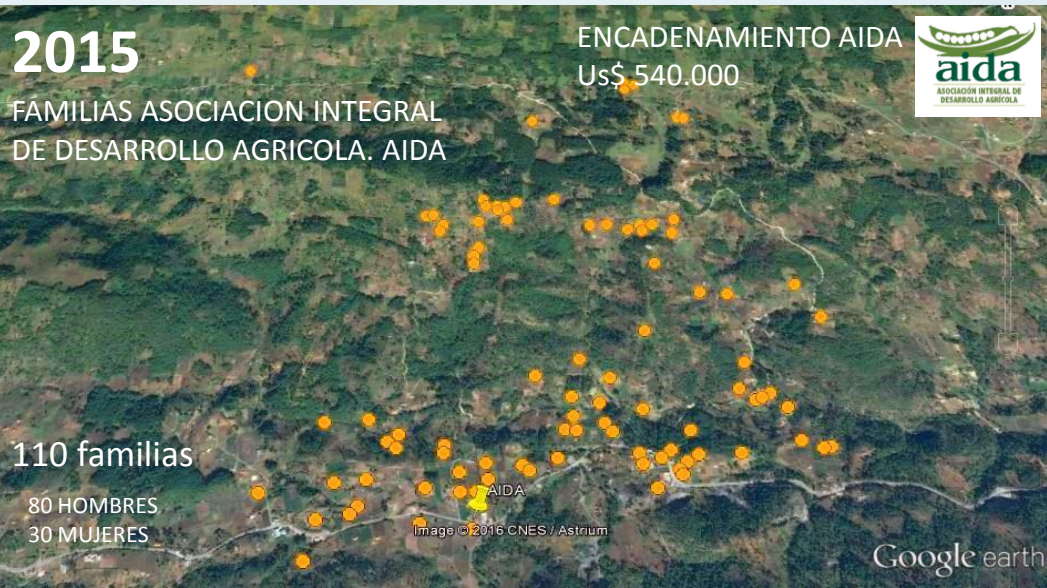 2015
FAMILIAS ASOCIACION INTEGRAL
DE DESARROLLO AGRICOLA. AIDA
ENCADENAMIENTO AIDA
Us$ 540.000
aida
ASOCIACIÓN INTEGRAL DE
DESARROLLO AGRÍCOLA
110 familias
80 HOMBRES
30 MUJERES
AIDA
Image © 2016 CNES / Astrium
Google earth